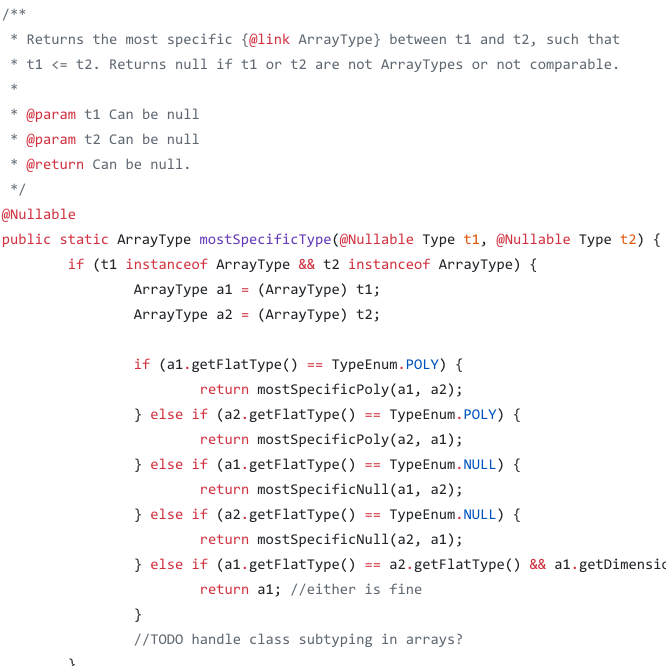 /**
 * Returns the most specific {@link ArrayType} between t1 and t2, such that
 * t1 <= t2. Returns null if t1 or t2 are not ArrayTypes or not comparable.
 *
 * @param t1 Can be null
 * @param t2 Can be null
 * @return Can be null.
 */
@Nullable
public static ArrayType mostSpecificType(@Nullable Type t1, @Nullable Type t2) {
        if (t1 instanceof ArrayType && t2 instanceof ArrayType) {
                ArrayType a1 = (ArrayType) t1;
                ArrayType a2 = (ArrayType) t2;

                if (a1.getFlatType() == TypeEnum.POLY) {
                        return mostSpecificPoly(a1, a2);
                } else if (a2.getFlatType() == TypeEnum.POLY) {
                        return mostSpecificPoly(a2, a1);
                } else if (a1.getFlatType() == TypeEnum.NULL) {
                        return mostSpecificNull(a1, a2);
                } else if (a2.getFlatType() == TypeEnum.NULL) {
                        return mostSpecificNull(a2, a1);
                } else if (a1.getFlatType() == a2.getFlatType() && a1.getDimensio
                        return a1; //either is fine
                }
                //TODO handle class subtyping in arrays?
        }